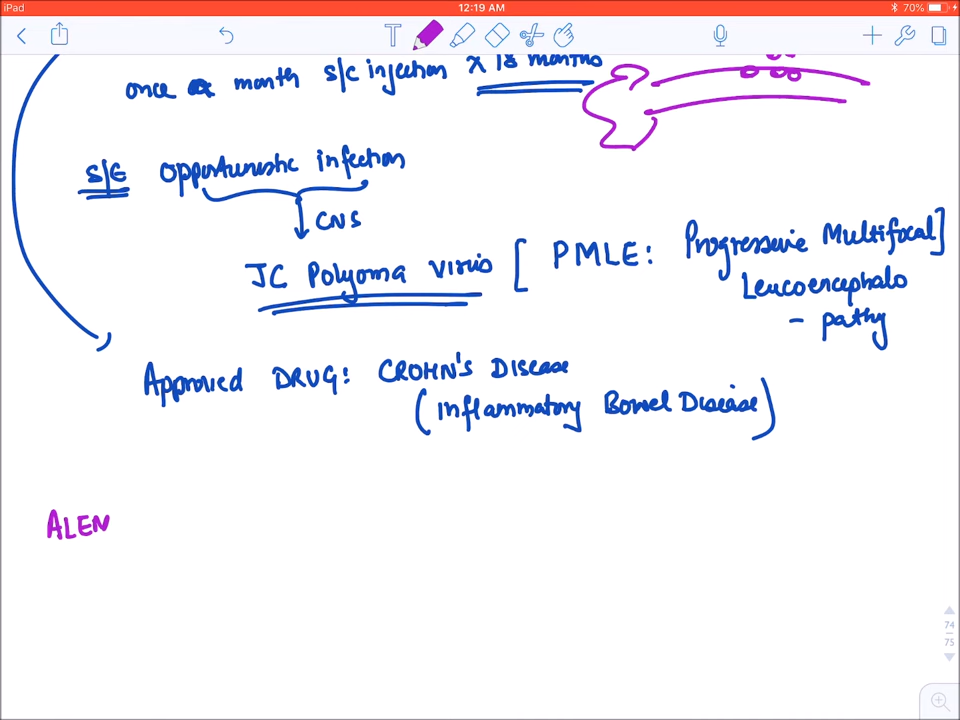 iPad 12:19 AM 70%
T
once a month s/c injection X 18 months
S/E Opportunistic infection
CNS
JC Polyoma virus [ PMLE: Progressive Multifocal]
Leucoencephalo
- pathy
Approved DRUG: CROHN'S Disease
(Inflammatory Bowel Disease)
ALEN
74
75